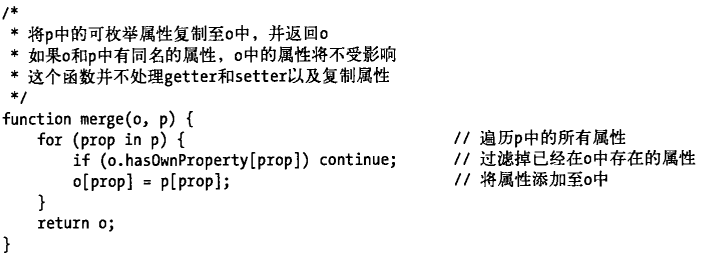 /*
 * 将p中的可枚举属性复制至o中，并返回o
 * 如果o和p中有同名的属性，o中的属性将不受影响
 * 这个函数并不处理getter和setter以及复制属性
 */
function merge(o, p) {
    for (prop in p) {                           // 遍历p中的所有属性
        if (o.hasOwnProperty[prop]) continue;   // 过滤掉已经在o中存在的属性
        o[prop] = p[prop];                      // 将属性添加至o中
    }
    return o;
}